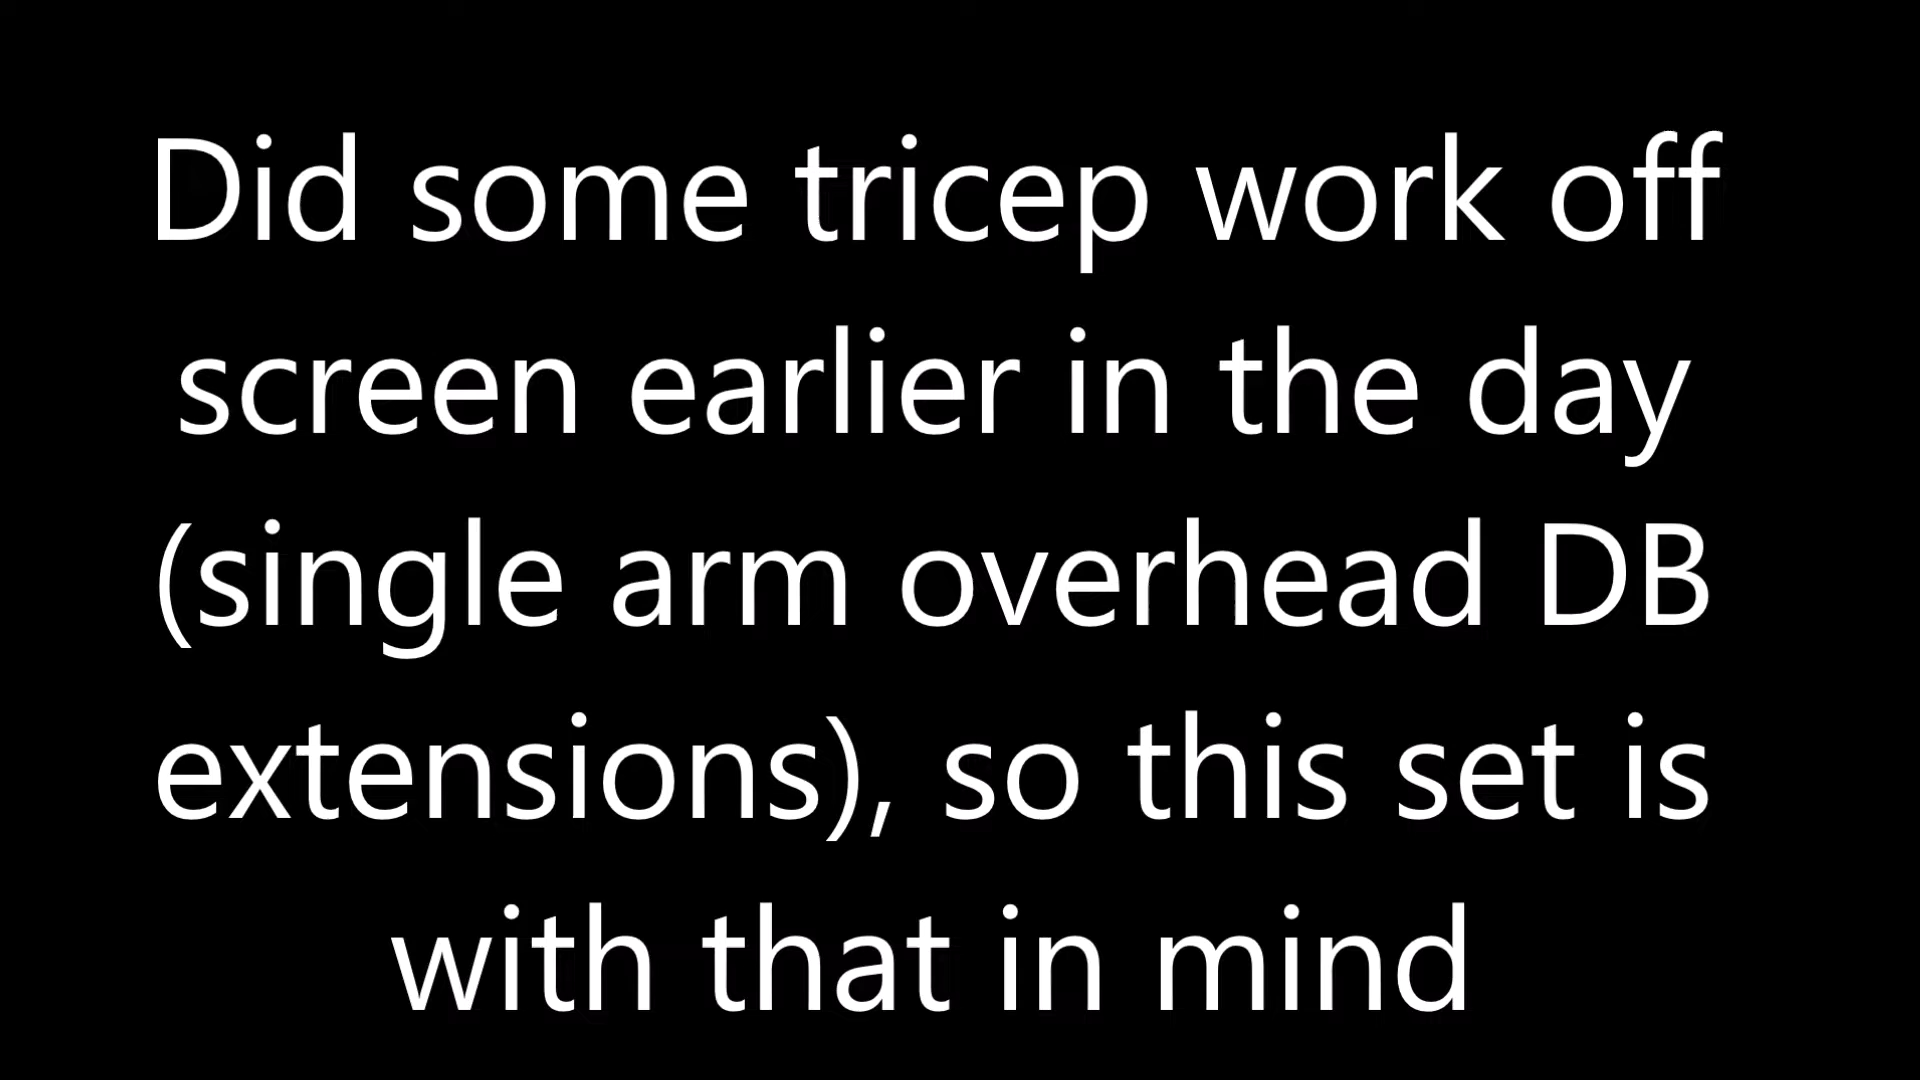 Did some tricep work off
screen earlier in the day
(single arm overhead DB
extensions), so this set is
with that in mind